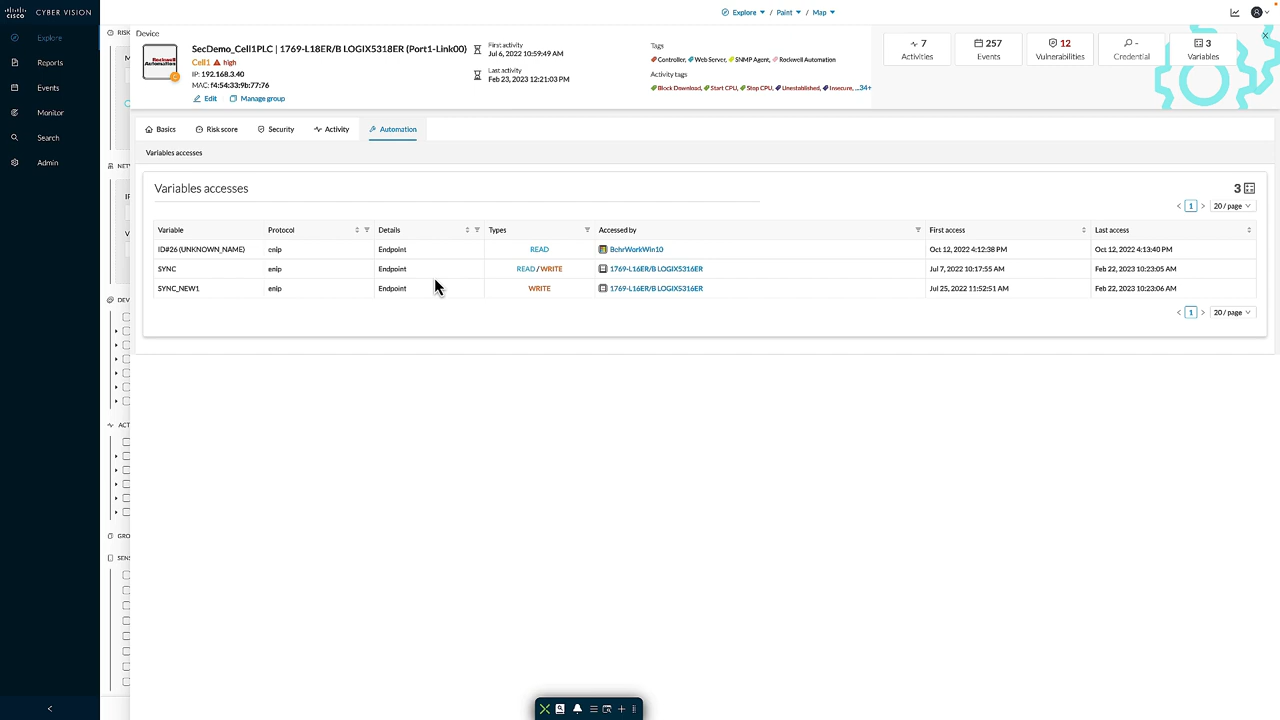 CISCO CYBER VISION
Explore
Reports
Events
Monitor
Search
Admin
Explore / Paint / Map
RISK
NET
DEV
ACT
GRO
SENS
Device
Rockwell Automation
SecDemo_Cell1PLC | 1769-L18ER/B LOGIX5318ER (Port1-Link00)
Cell1 high
IP: 192.168.3.40
MAC: f4:54:33:9b:77:76
Edit Manage group
First activity
Jul 6, 2022 10:59:49 AM
Last activity
Feb 23, 2023 12:21:03 PM
Tags
Controller, Web Server, SNMP Agent, Rockwell Automation
Activity tags
Block Download, Start CPU, Stop CPU, Unestablished, Insecure, ...34+
7
Activities
257
Events
12
Vulnerabilities
-
Credential
3
Variables
Basics Risk score Security Activity Automation
Variables accesses
Variables accesses 3
< 1 > 20 / page
Variable Protocol Details Types Accessed by First access Last access
ID#26 (UNKNOWN_NAME) enip Endpoint READ BchrWorkWin10 Oct 12, 2022 4:12:38 PM Oct 12, 2022 4:13:40 PM
SYNC enip Endpoint READ / WRITE 1769-L16ER/B LOGIX5316ER Jul 7, 2022 10:17:55 AM Feb 22, 2023 10:23:05 AM
SYNC_NEW1 enip Endpoint WRITE 1769-L16ER/B LOGIX5316ER Jul 25, 2022 11:52:51 AM Feb 22, 2023 10:23:06 AM
< 1 > 20 / page